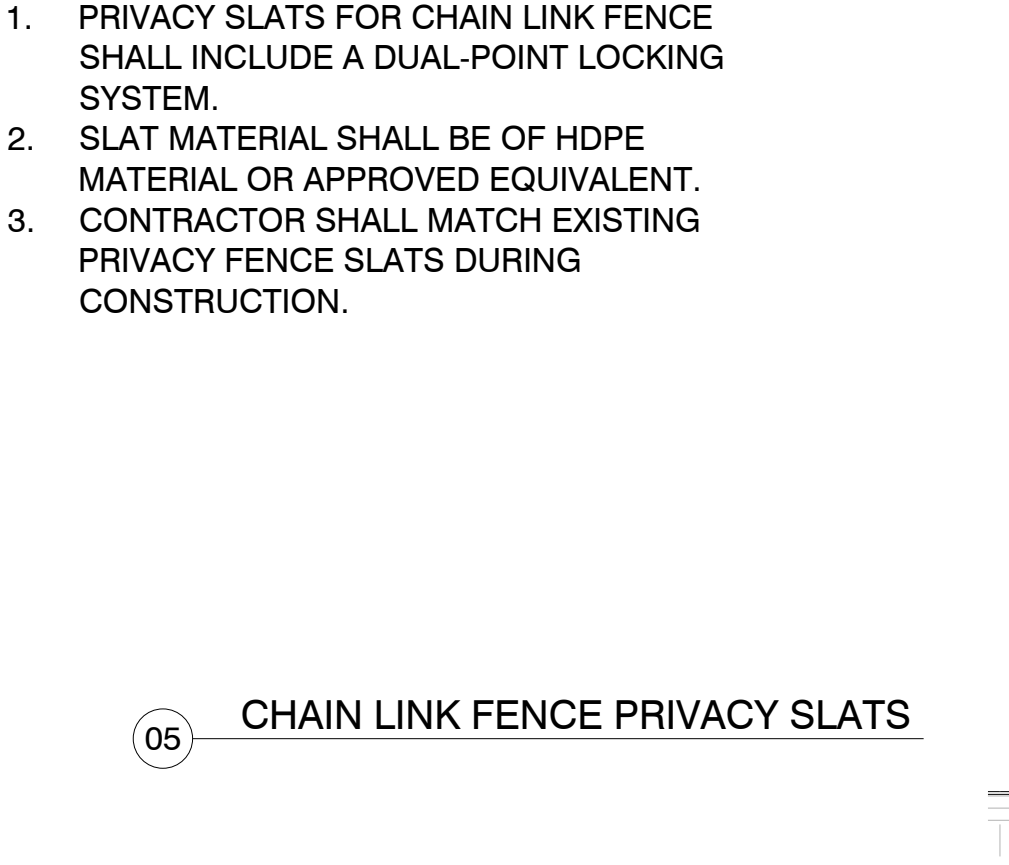 1. PRIVACY SLATS FOR CHAIN LINK FENCE
SHALL INCLUDE A DUAL-POINT LOCKING
SYSTEM.
2. SLAT MATERIAL SHALL BE OF HDPE
MATERIAL OR APPROVED EQUIVALENT.
3. CONTRACTOR SHALL MATCH EXISTING
PRIVACY FENCE SLATS DURING
CONSTRUCTION.
CHAIN LINK FENCE PRIVACY SLATS
05